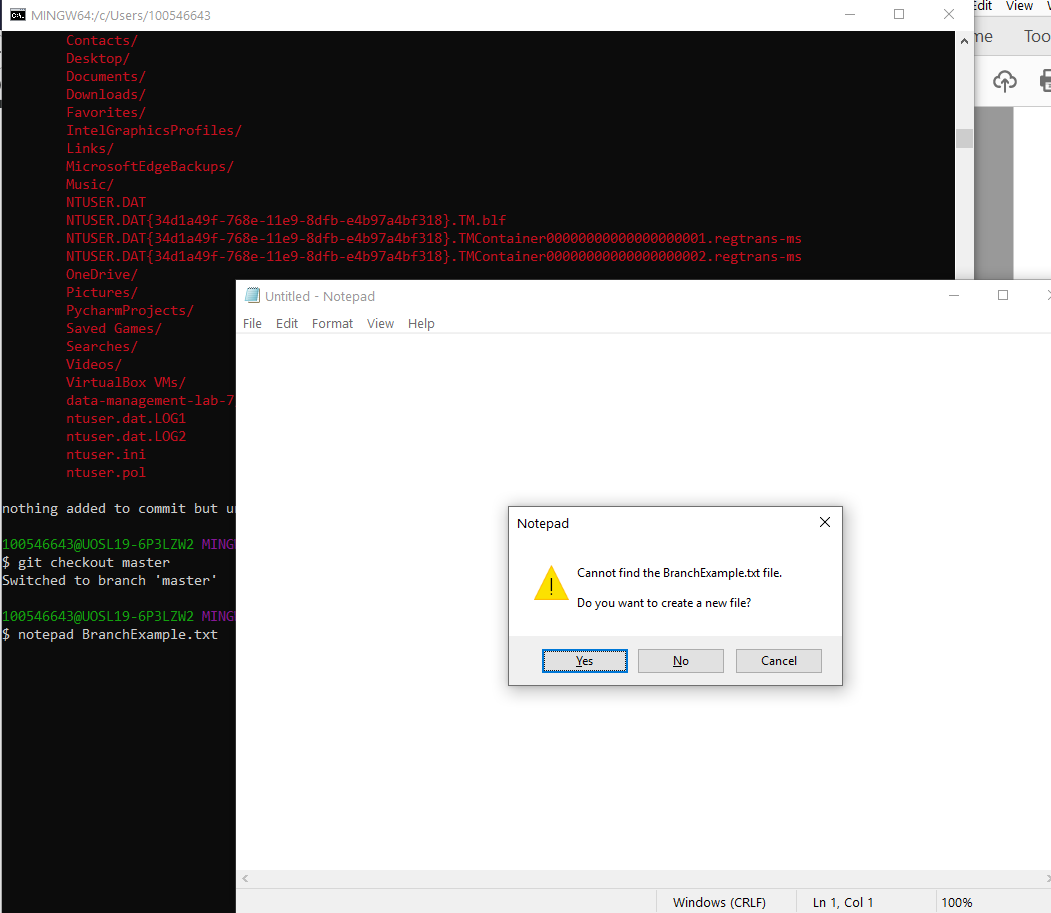 MINGW64:/c/Users/100546643
Edit View
Contacts/
Desktop/
Documents/
Downloads/
Favorites/
IntelGraphicsProfiles/
Links/
MicrosoftEdgeBackups/
Music/
NTUSER.DAT
NTUSER.DAT{34d1a49f-768e-11e9-8dfb-e4b97a4bf318}.TM.blf
NTUSER.DAT{34d1a49f-768e-11e9-8dfb-e4b97a4bf318}.TMContainer00000000000000000001.regtrans-ms
NTUSER.DAT{34d1a49f-768e-11e9-8dfb-e4b97a4bf318}.TMContainer00000000000000000002.regtrans-ms
OneDrive/
Pictures/
PycharmProjects/
Saved Games/
Searches/
Videos/
VirtualBox VMs/
data-management-lab-7
ntuser.dat.LOG1
ntuser.dat.LOG2
ntuser.ini
ntuser.pol
nothing added to commit but
100546643@UOSL19-6P3LZW2 MING
$ git checkout master
Switched to branch 'master'
100546643@UOSL19-6P3LZW2 MING
$ notepad BranchExample.txt
Untitled - Notepad
File Edit Format View Help
Notepad
Cannot find the BranchExample.txt file.
Do you want to create a new file?
Yes No Cancel
Windows (CRLF) Ln 1, Col 1 100%